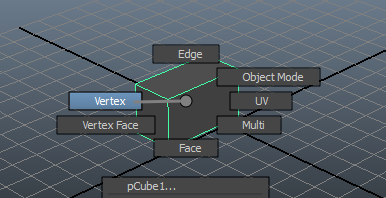 Edge
Object Mode
Vertex
UV
Vertex Face
Multi
Face
pCube1...